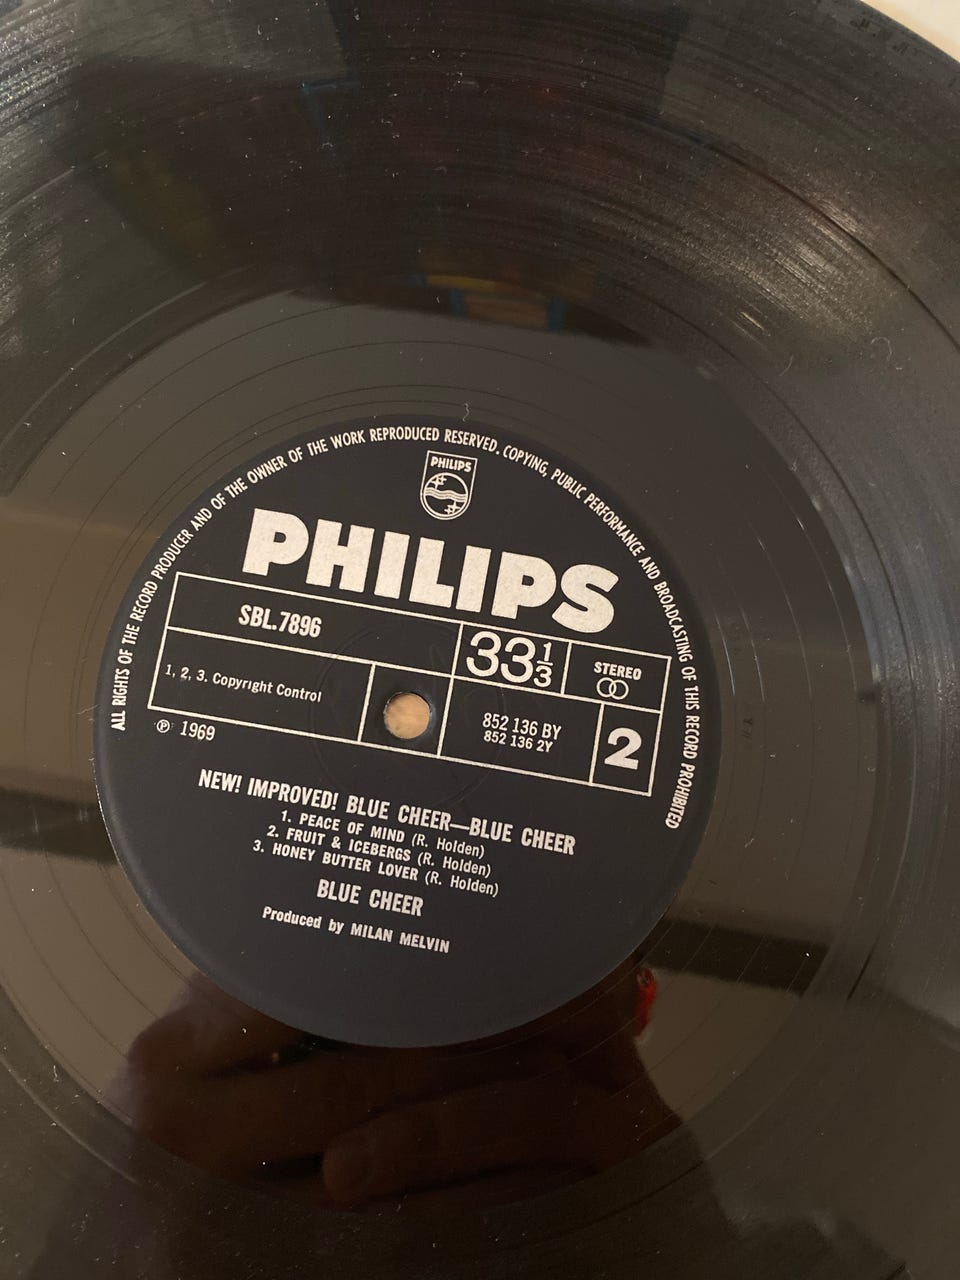 ALL RIGHTS OF THE RECORD PRODUCER AND OF THE OWNER OF THE WORK REPRODUCED RESERVED. COPYING, PUBLIC PERFORMANCE AND BROADCASTING OF THIS RECORD PROHIBITED
PHILIPS
PHILIPS
SBL.7896
33 1/3
STEREO
1, 2, 3. Copyright Control
852 136 BY
852 136 2Y
2
℗ 1969
NEW! IMPROVED! BLUE CHEER—BLUE CHEER
1. PEACE OF MIND (R. Holden)
2. FRUIT & ICEBERGS (R. Holden)
3. HONEY BUTTER LOVER (R. Holden)
BLUE CHEER
Produced by MILAN MELVIN